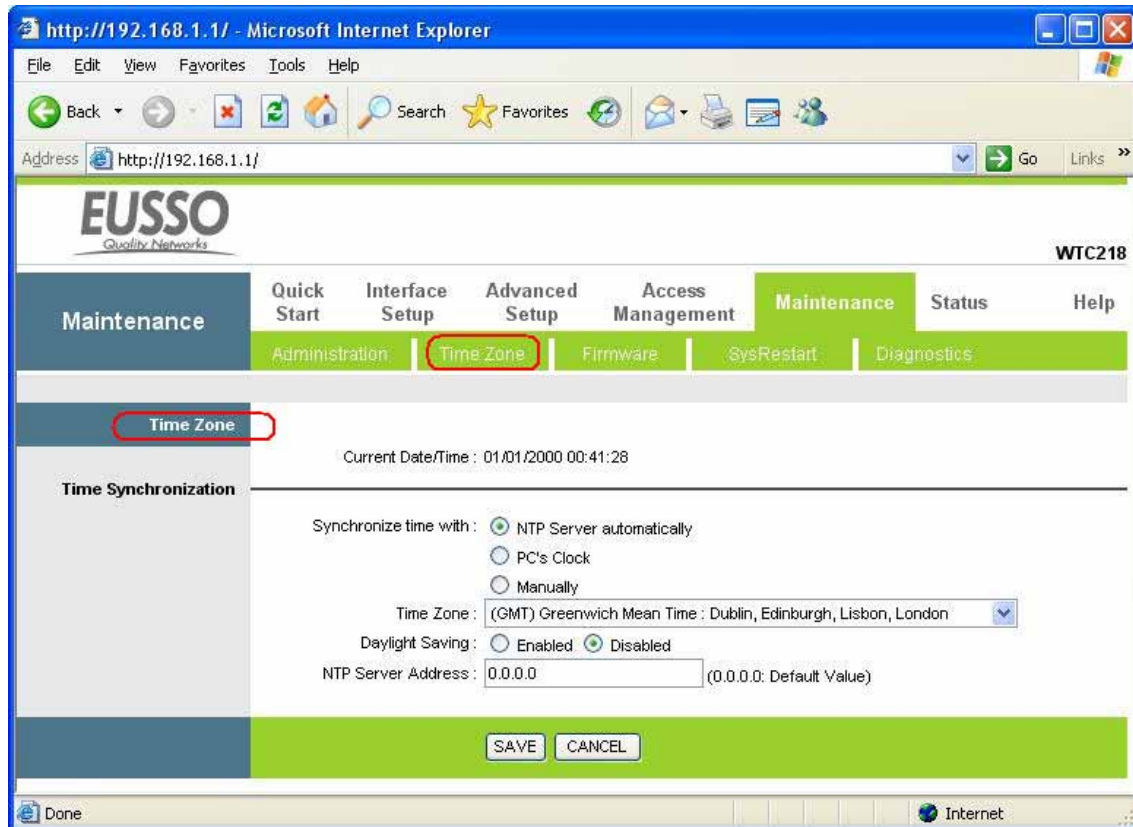 http://192.168.1.1/ - Microsoft Internet Explorer
File Edit View Favorites Tools Help
Back Search Favorites
Address http://192.168.1.1/ Go Links »
EUSSO
Quality Networks
WTC218
Maintenance
Quick Start Interface Setup Advanced Setup Access Management Maintenance Status Help
Administration Time Zone Firmware SysRestart Diagnostics
Time Zone
Current Date/Time : 01/01/2000 00:41:28
Time Synchronization
Synchronize time with : NTP Server automatically
PC's Clock
Manually
Time Zone : (GMT) Greenwich Mean Time : Dublin, Edinburgh, Lisbon, London
Daylight Saving : Enabled Disabled
NTP Server Address : 0.0.0.0 (0.0.0.0: Default Value)
SAVE CANCEL
Done Internet